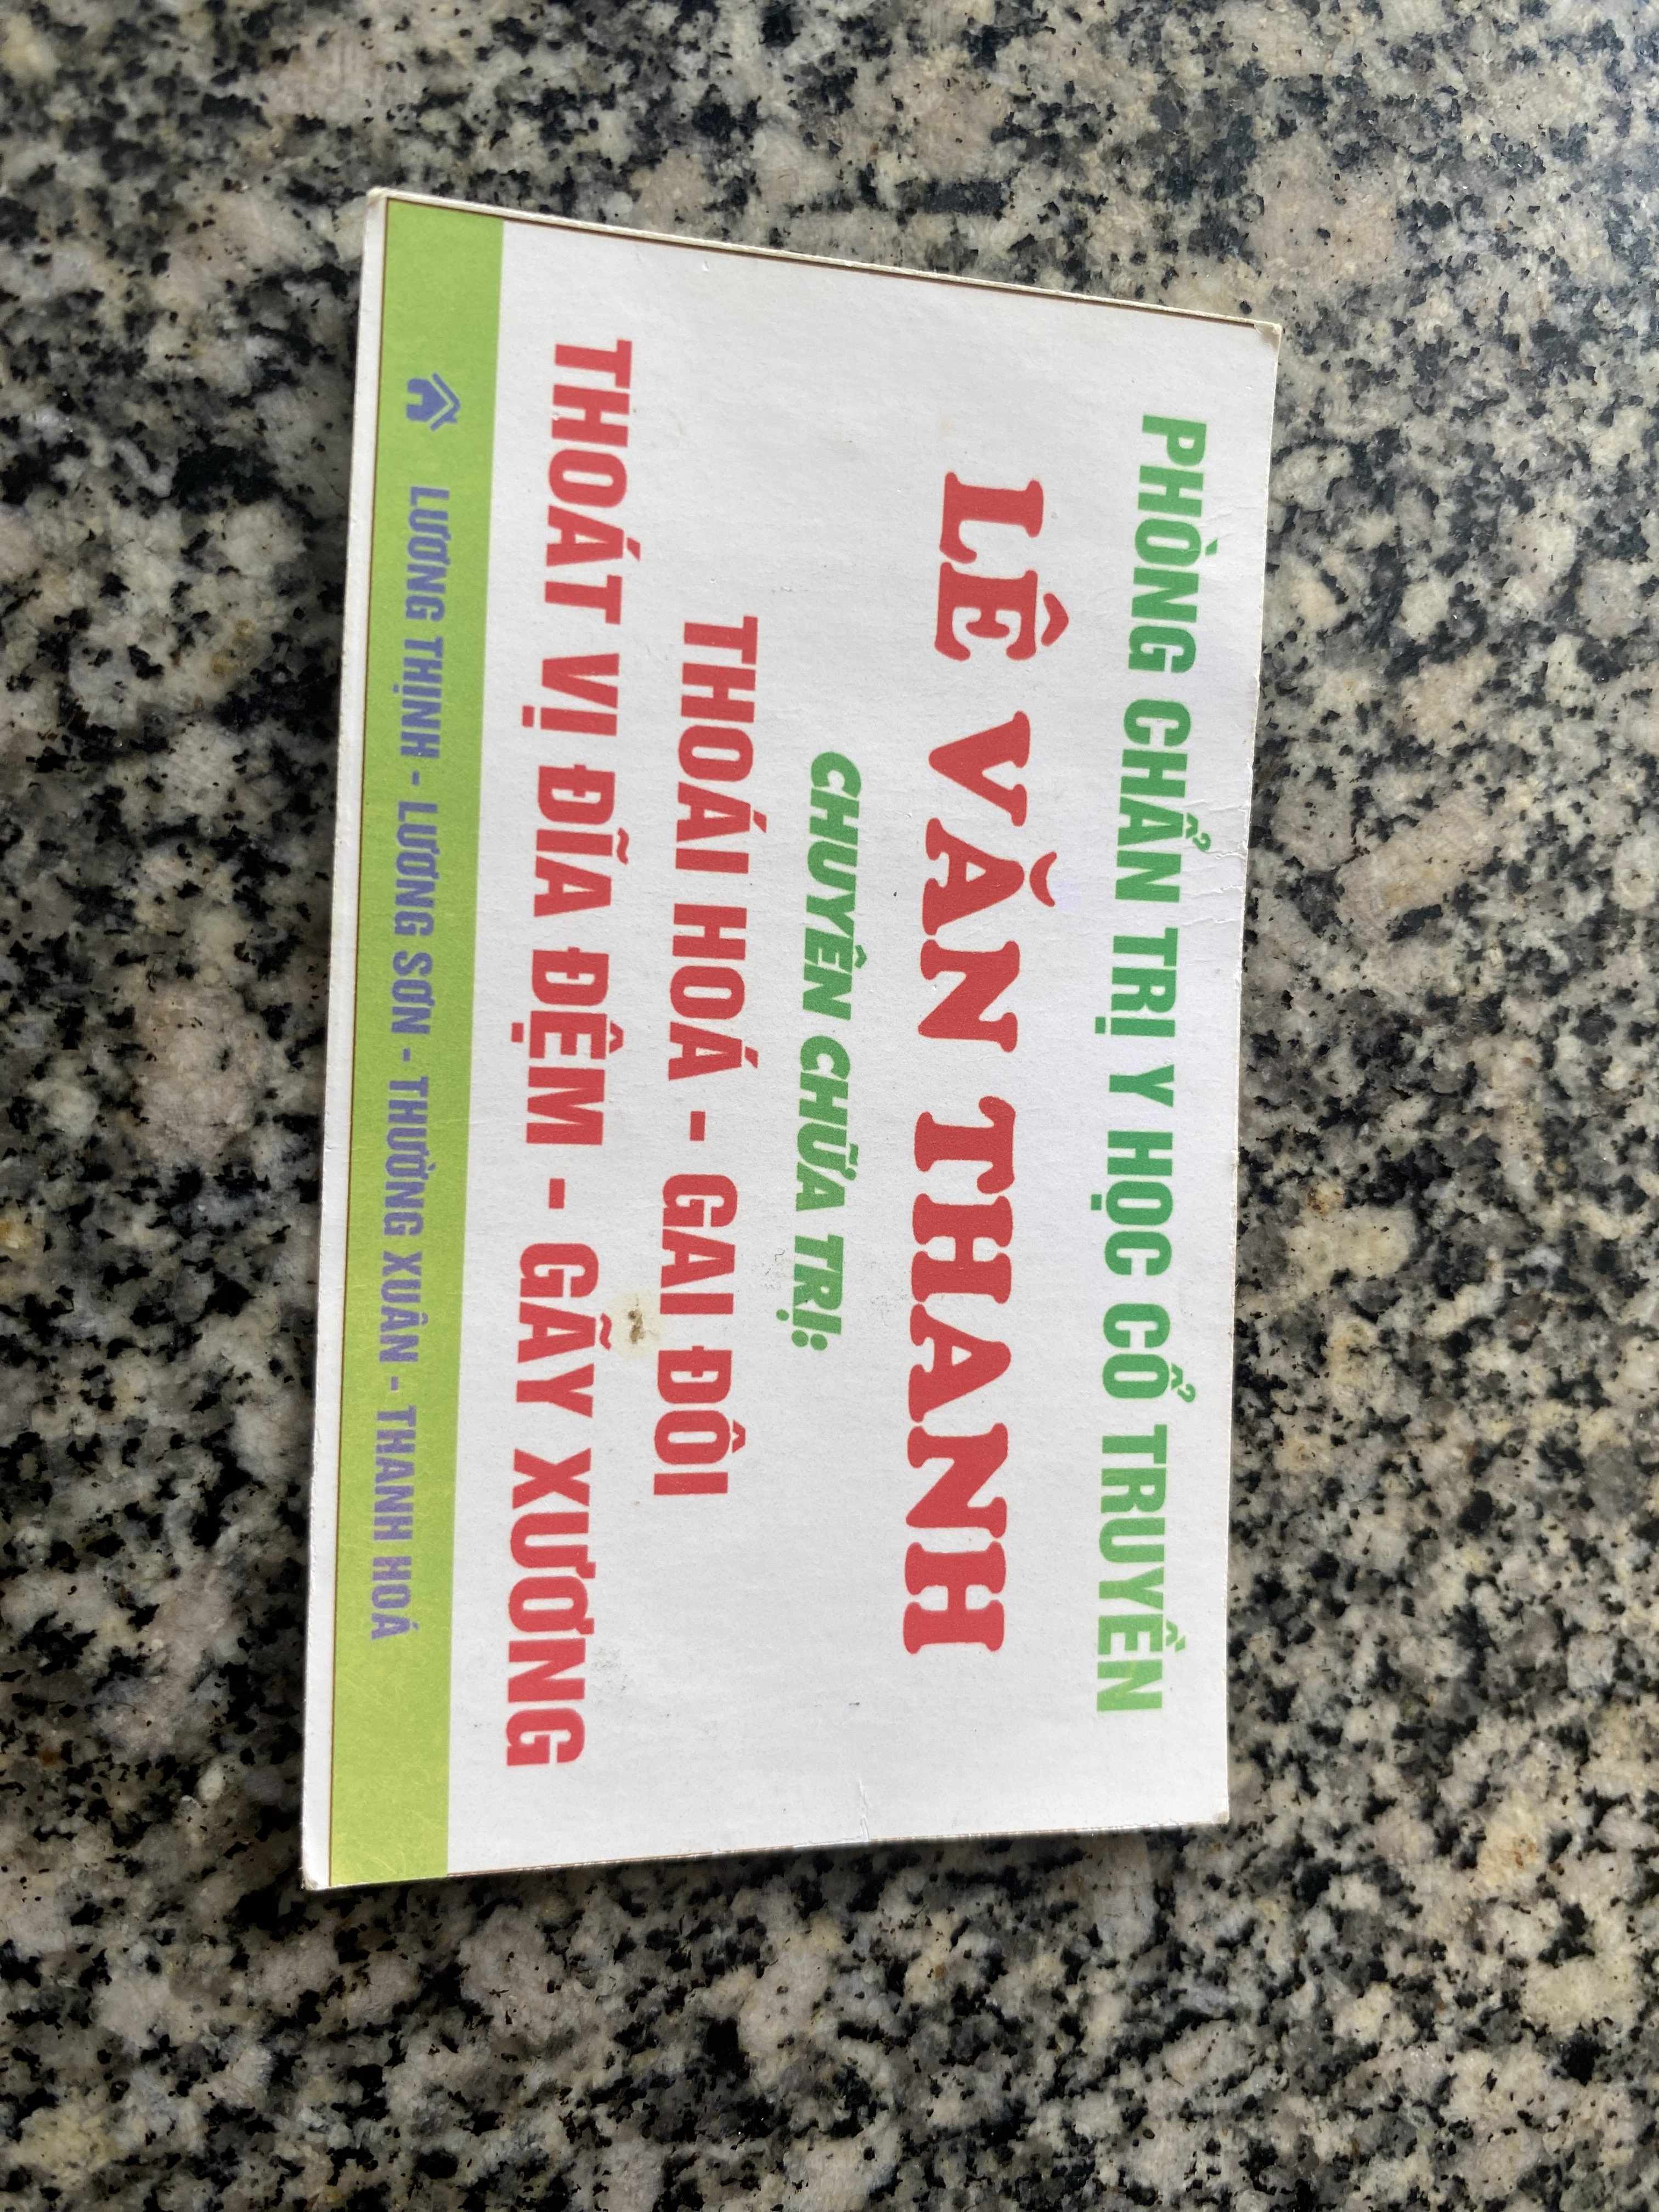 PHÒNG CHẨN TRỊ Y HỌC CỔ TRUYỀN
LÊ VĂN THANH
CHUYÊN CHỮA TRỊ:
THOÁI HOÁ - GAI ĐÔI
THOÁT VỊ ĐĨA ĐỆM - GÃY XƯƠNG
LƯƠNG THỊNH - LƯƠNG SƠN - THƯỜNG XUÂN - THANH HOÁ